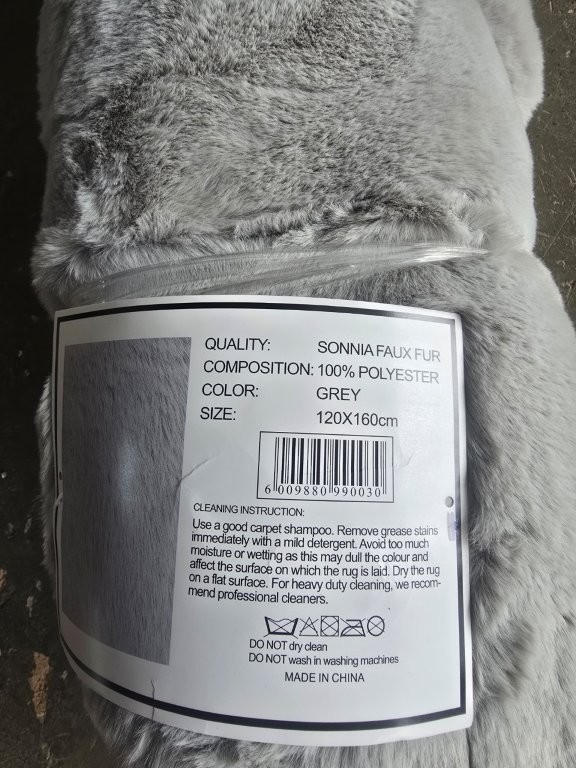 QUALITY: SONNIA FAUX FUR
COMPOSITION: 100% POLYESTER
COLOR: GREY
SIZE: 120X160cm
6 009880 990030
CLEANING INSTRUCTION:
Use a good carpet shampoo. Remove grease stains
immediately with a mild detergent. Avoid too much
moisture or wetting as this may dull the colour and
affect the surface on which the rug is laid. Dry the rug
on a flat surface. For heavy duty cleaning, we recom-
mend professional cleaners.
DO NOT dry clean
DO NOT wash in washing machines
MADE IN CHINA